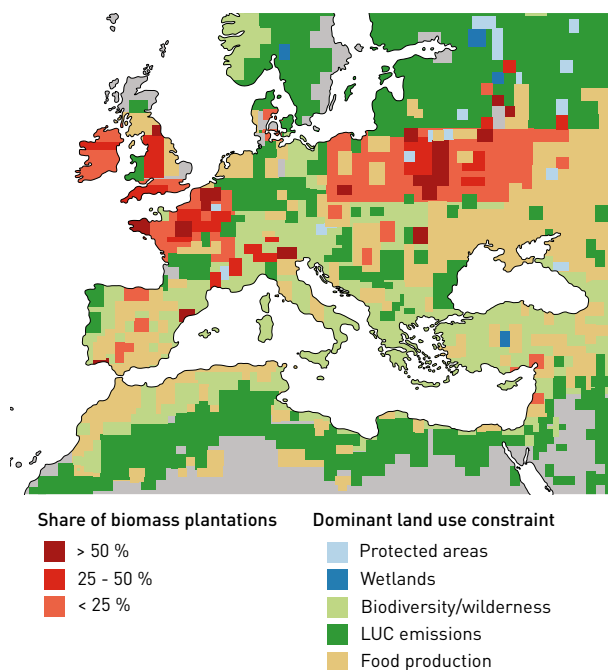 Share of biomass plantations
> 50 %
25 - 50 %
< 25 %
Dominant land use constraint
Protected areas
Wetlands
Biodiversity/wilderness
LUC emissions
Food production